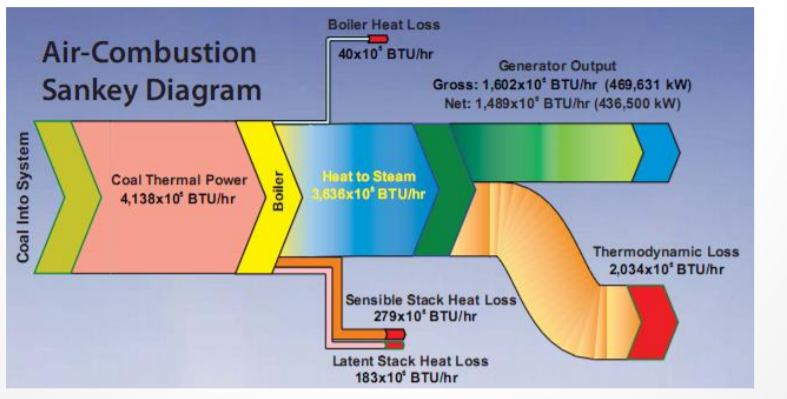 Air-Combustion
Sankey Diagram
Boiler Heat Loss
40x10⁶ BTU/hr
Generator Output
Gross: 1,602x10⁶ BTU/hr (469,631 kW)
Net: 1,489x10⁶ BTU/hr (436,500 kW)
Coal Into System
Coal Thermal Power
4,138x10⁶ BTU/hr
Boiler
Heat to Steam
3,636x10⁶ BTU/hr
Thermodynamic Loss
2,034x10⁶ BTU/hr
Sensible Stack Heat Loss
279x10⁶ BTU/hr
Latent Stack Heat Loss
183x10⁶ BTU/hr